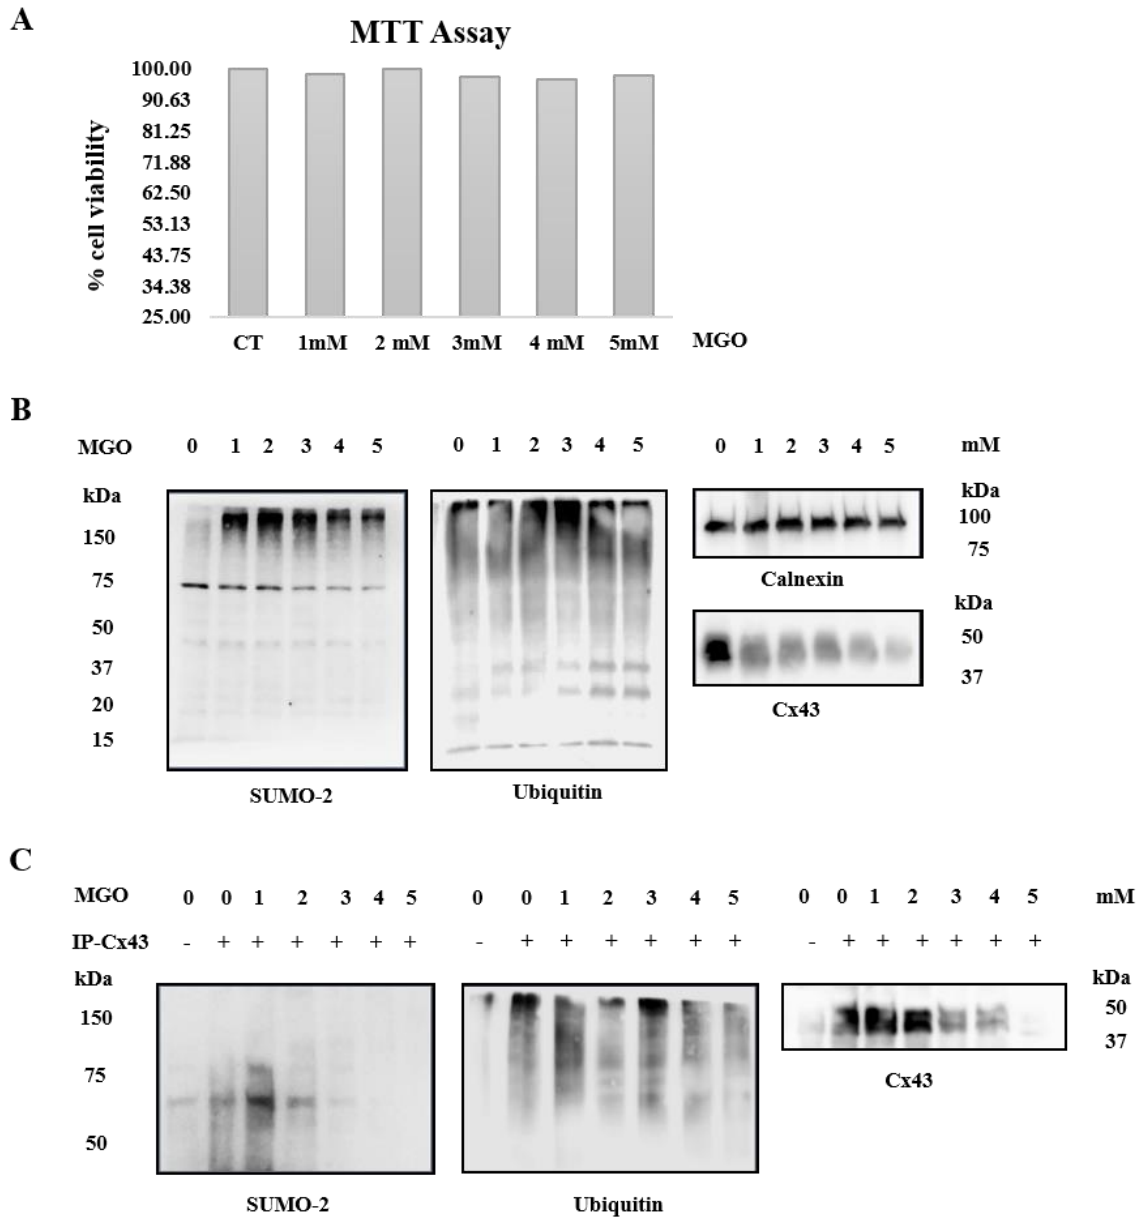 A
MTT Assay
% cell viability
100.00
90.63
81.25
71.88
62.50
53.13
43.75
34.38
25.00
CT 1mM 2 mM 3mM 4 mM 5mM MGO
B
MGO 0 1 2 3 4 5 0 1 2 3 4 5 0 1 2 3 4 5 mM
kDa
150
75
50
37
20
15
SUMO-2
Ubiquitin
kDa
100
75
Calnexin
kDa
50
37
Cx43
C
MGO 0 0 1 2 3 4 5 0 0 1 2 3 4 5 0 0 1 2 3 4 5 mM
IP-Cx43 - + + + + + + - + + + + + + - + + + + + +
kDa
150
75
50
SUMO-2
Ubiquitin
kDa
50
37
Cx43